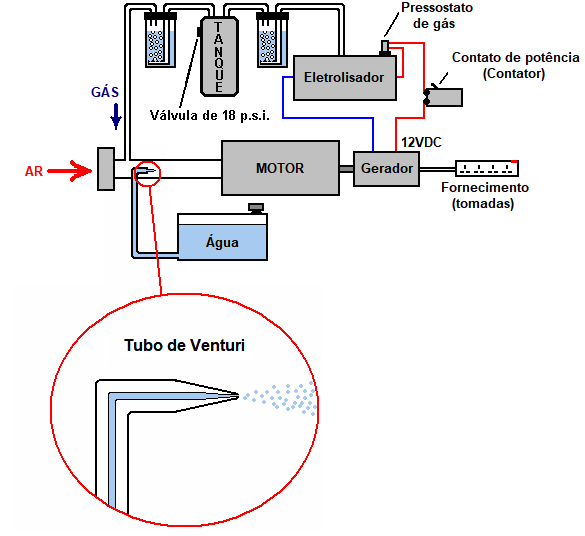 Pressostato
de gás
TANQUE
Eletrolisador
Contato de potência
(Contator)
GÁS
Válvula de 18 p.s.i.
12VDC
AR
MOTOR
Gerador
Fornecimento
(tomadas)
Água
Tubo de Venturi